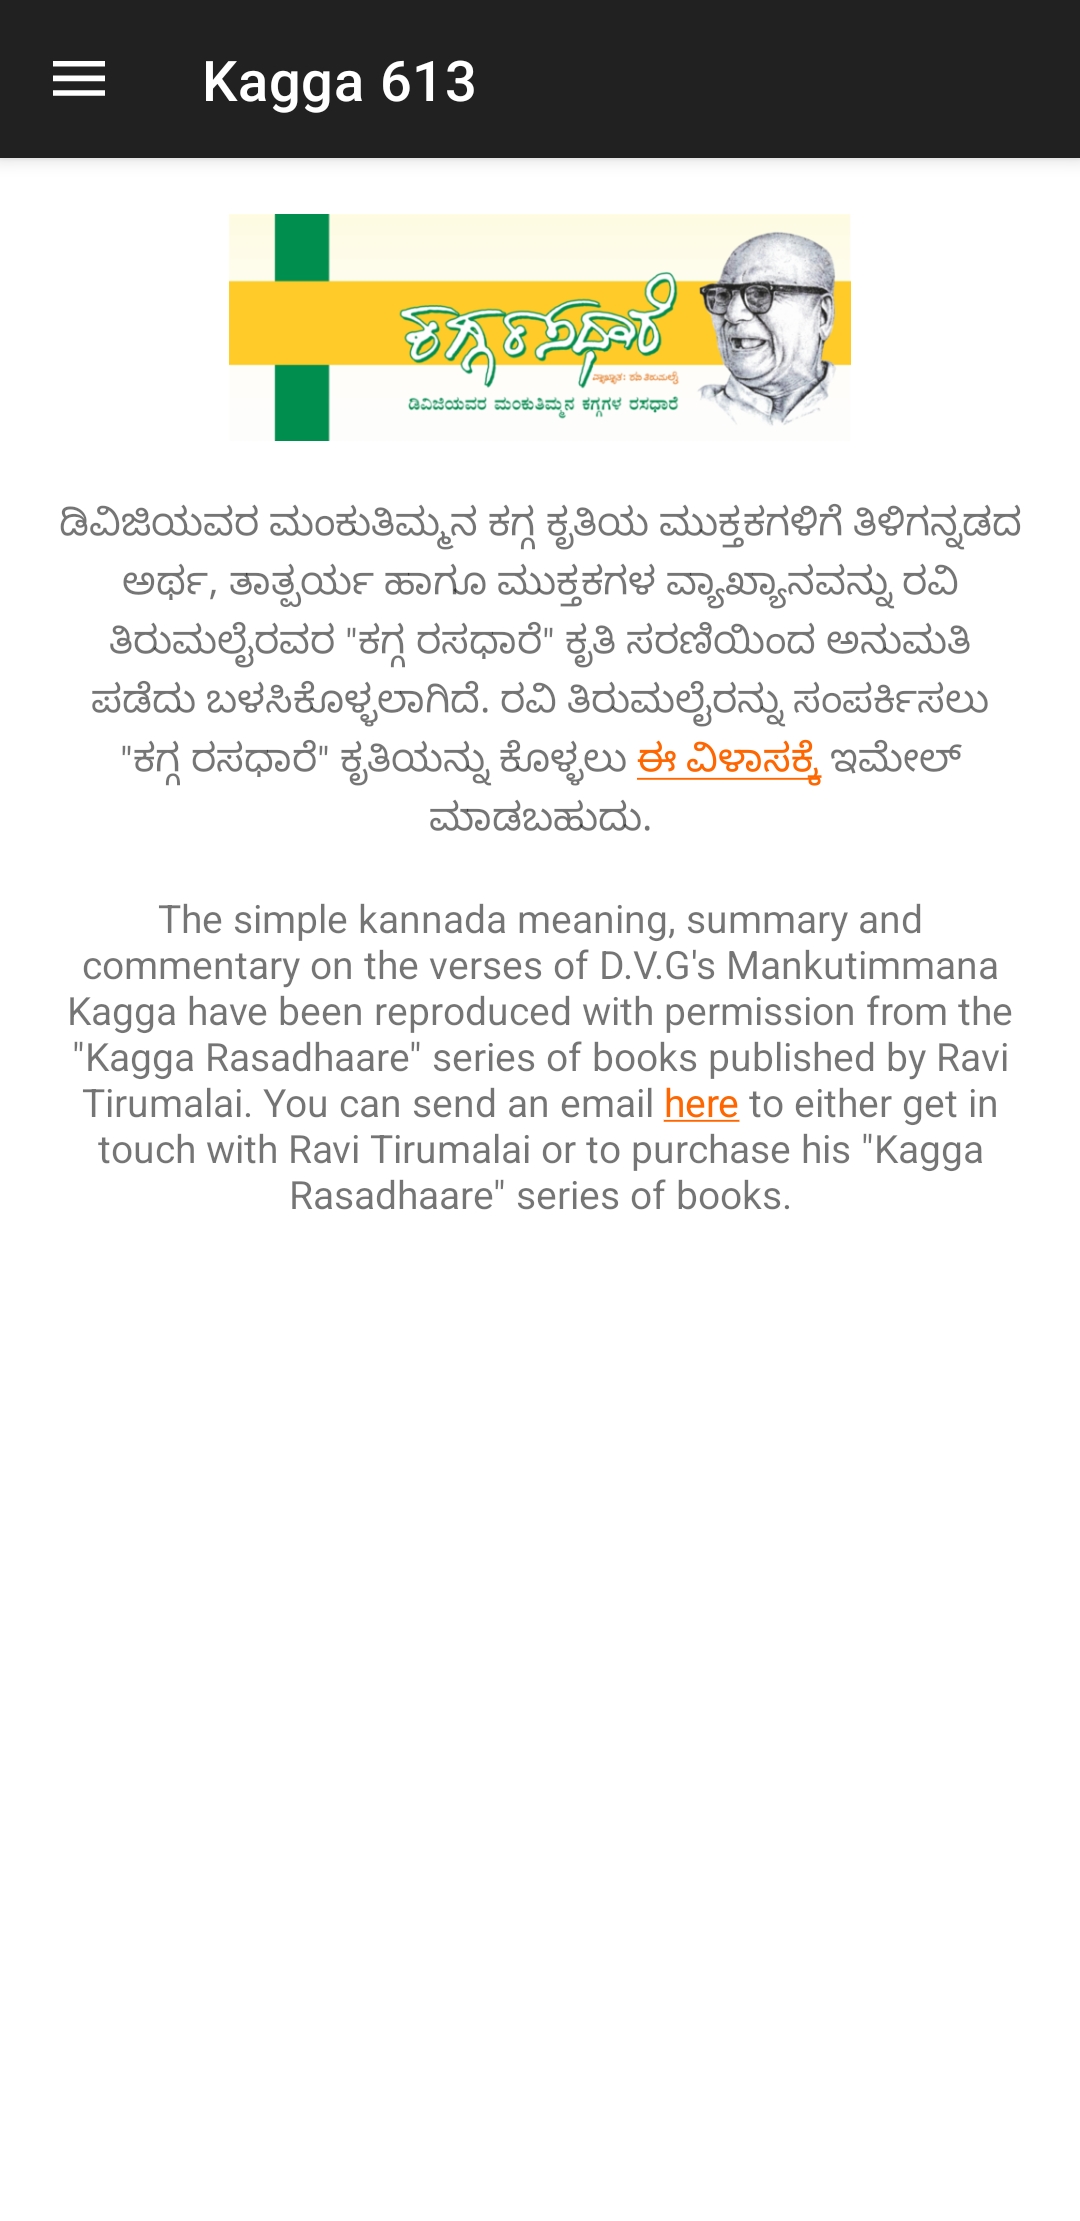 Kagga 613
ಕಗ್ಗ ರಸಧಾರೆ
ವ್ಯಾಖ್ಯಾತ: ರವಿ ತಿರುಮಲೈ
ಡಿವಿಜಿಯವರ ಮಂಕುತಿಮ್ಮನ ಕಗ್ಗಗಳ ರಸಧಾರೆ
ಡಿವಿಜಿಯವರ ಮಂಕುತಿಮ್ಮನ ಕಗ್ಗ ಕೃತಿಯ ಮುಕ್ತಕಗಳಿಗೆ ತಿಳಿಗನ್ನಡದ
ಅರ್ಥ, ತಾತ್ಪರ್ಯ ಹಾಗೂ ಮುಕ್ತಕಗಳ ವ್ಯಾಖ್ಯಾನವನ್ನು ರವಿ
ತಿರುಮಲೈರವರ "ಕಗ್ಗ ರಸಧಾರೆ" ಕೃತಿ ಸರಣಿಯಿಂದ ಅನುಮತಿ
ಪಡೆದು ಬಳಸಿಕೊಳ್ಳಲಾಗಿದೆ. ರವಿ ತಿರುಮಲೈರನ್ನು ಸಂಪರ್ಕಿಸಲು
"ಕಗ್ಗ ರಸಧಾರೆ" ಕೃತಿಯನ್ನು ಕೊಳ್ಳಲು ಈ ವಿಳಾಸಕ್ಕೆ ಇಮೇಲ್
ಮಾಡಬಹುದು.
The simple kannada meaning, summary and
commentary on the verses of D.V.G's Mankutimmana
Kagga have been reproduced with permission from the
"Kagga Rasadhaare" series of books published by Ravi
Tirumalai. You can send an email here to either get in
touch with Ravi Tirumalai or to purchase his "Kagga
Rasadhaare" series of books.